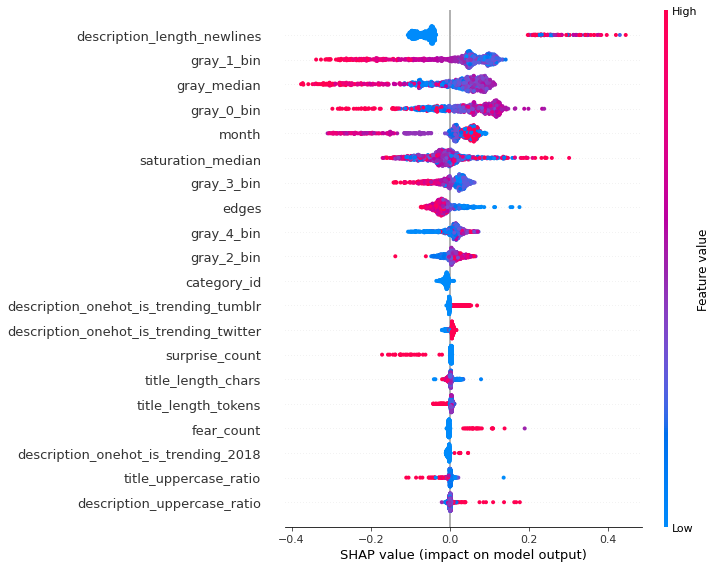 High
description_length_newlines
gray_1_bin
gray_median
gray_0_bin
month
saturation_median
gray_3_bin
edges
gray_4_bin
gray_2_bin
category_id
description_onehot_is_trending_tumblr
description_onehot_is_trending_twitter
surprise_count
title_length_chars
title_length_tokens
fear_count
description_onehot_is_trending_2018
title_uppercase_ratio
description_uppercase_ratio
Feature value
Low
−0.4 −0.2 0.0 0.2 0.4
SHAP value (impact on model output)